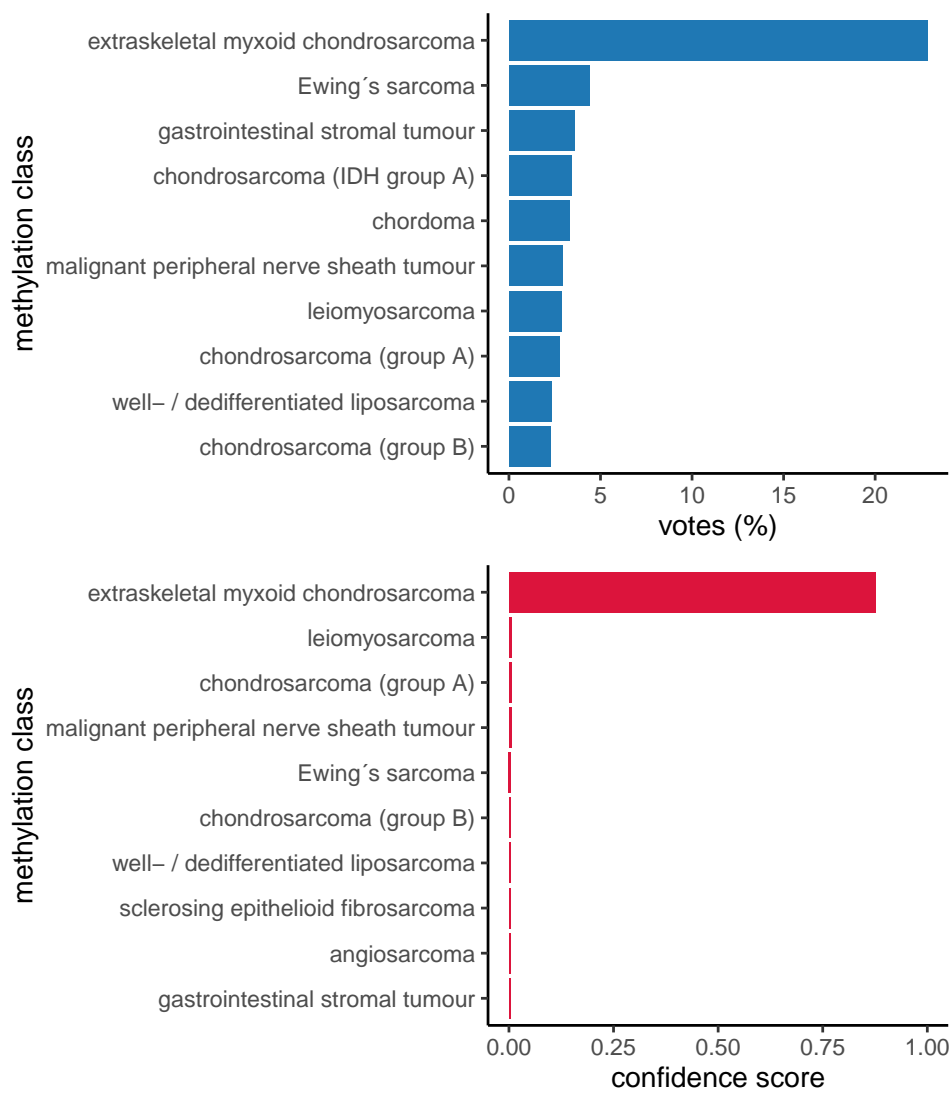 extraskeletal myxoid chondrosarcoma
Ewing´s sarcoma
gastrointestinal stromal tumour
chondrosarcoma (IDH group A)
chordoma
malignant peripheral nerve sheath tumour
leiomyosarcoma
chondrosarcoma (group A)
well− / dedifferentiated liposarcoma
chondrosarcoma (group B)
methylation class
0 5 10 15 20
votes (%)
extraskeletal myxoid chondrosarcoma
leiomyosarcoma
chondrosarcoma (group A)
malignant peripheral nerve sheath tumour
Ewing´s sarcoma
chondrosarcoma (group B)
well− / dedifferentiated liposarcoma
sclerosing epithelioid fibrosarcoma
angiosarcoma
gastrointestinal stromal tumour
methylation class
0.00 0.25 0.50 0.75 1.00
confidence score